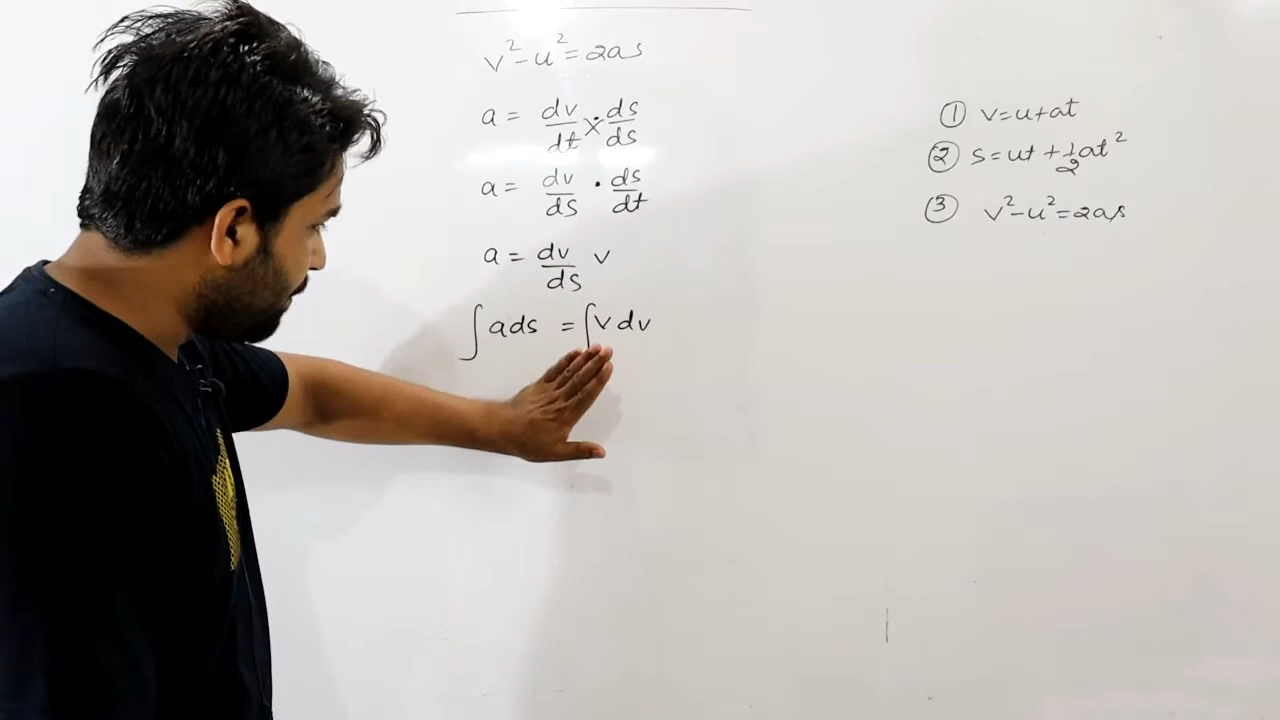 v² - u² = 2as
a = dv/dt × ds/ds
a = dv/ds · ds/dt
a = dv/ds v
∫ a ds = ∫ v dv
① v = u + at
② s = ut + ½at²
③ v² - u² = 2as